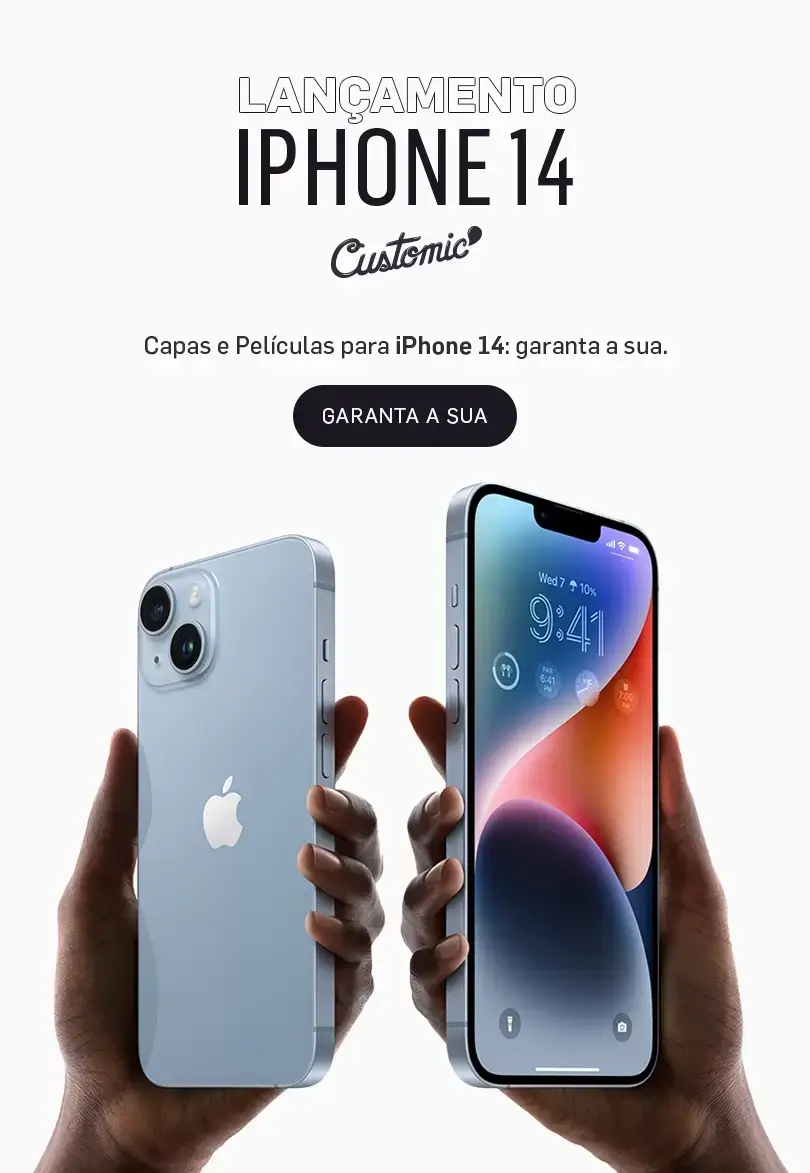 LANÇAMENTO
IPHONE 14
Customic
Capas e Películas para iPhone 14: garanta a sua.
GARANTA A SUA
Wed 7 10%
9:41
PAR
6:41
PM
7:00
AM